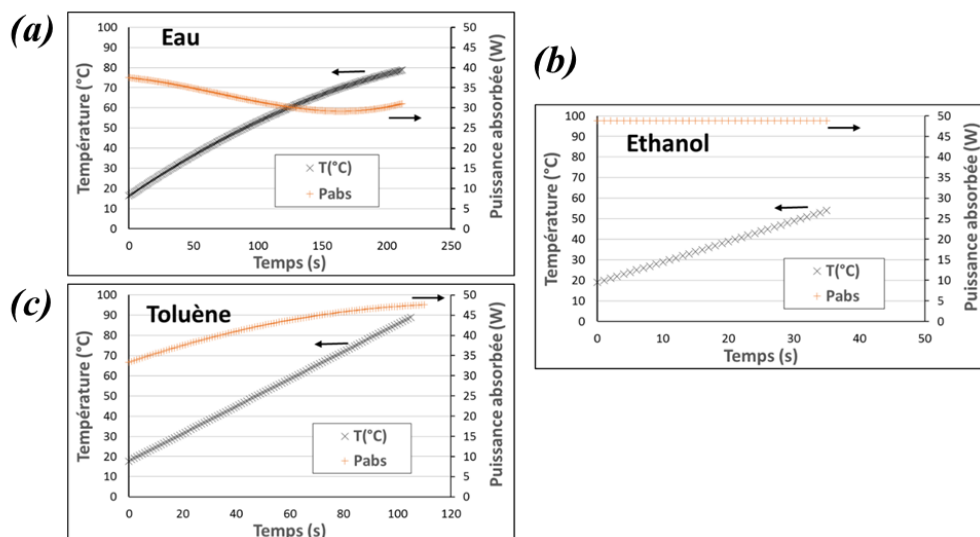 (a)
Eau
Température (°C)
100
90
80
70
60
50
40
30
20
10
0
Puissance absorbée (W)
50
45
40
35
30
25
20
15
10
5
0
T(°C)
Pabs
0 50 100 150 200 250
Temps (s)
(b)
Ethanol
Température (°C)
100
90
80
70
60
50
40
30
20
10
0
Puissance absorbée (W)
50
45
40
35
30
25
20
15
10
5
0
T(°C)
Pabs
0 10 20 30 40 50
Temps (s)
(c)
Toluène
Température (°C)
100
90
80
70
60
50
40
30
20
10
0
Puissance absorbée (W)
50
45
40
35
30
25
20
15
10
5
0
T(°C)
Pabs
0 20 40 60 80 100 120
Temps (s)